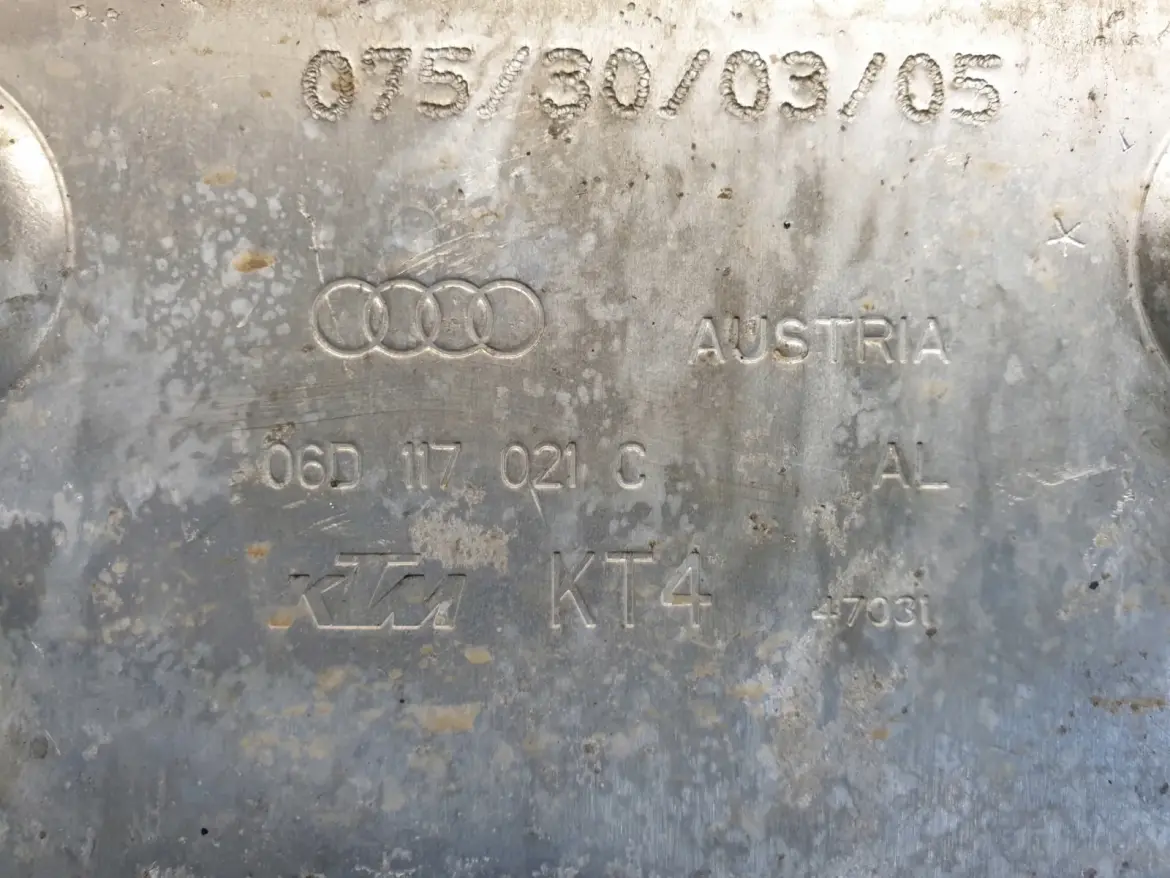 075/30/03/05
AUSTRIA
06D 117 021 C AL
KTM KT4 47031